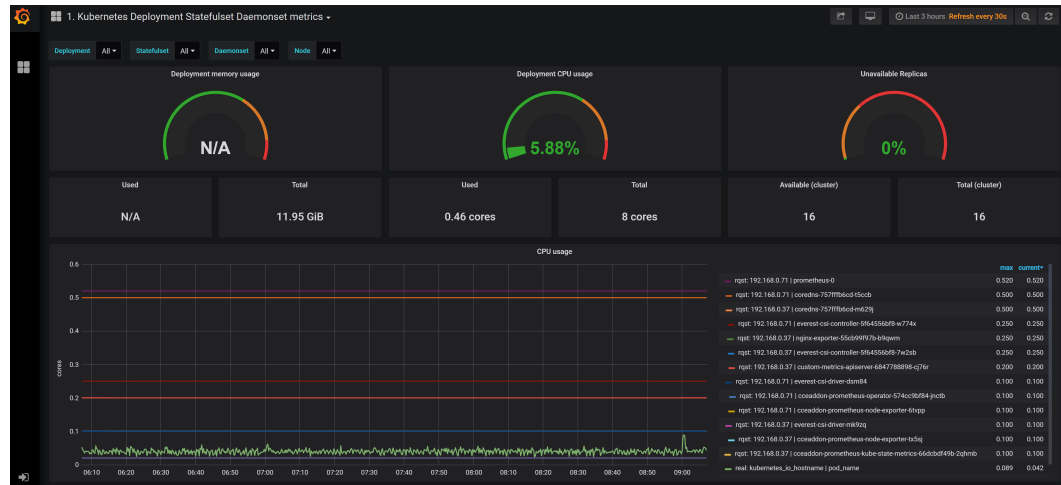 1. Kubernetes Deployment Statefulset Daemonset metrics
Last 3 hours Refresh every 30s
Deployment All Statefulset All Daemonset All Node All
Deployment memory usage
N/A
Deployment CPU usage
5.88%
Unavailable Replicas
0%
Used
N/A
Total
11.95 GiB
Used
0.46 cores
Total
8 cores
Available (cluster)
16
Total (cluster)
16
CPU usage
cores
0.6
0.5
0.4
0.3
0.2
0.1
0
06:10 06:20 06:30 06:40 06:50 07:00 07:10 07:20 07:30 07:40 07:50 08:00 08:10 08:20 08:30 08:40 08:50 09:00
max current
rqst: 192.168.0.71 | prometheus-0 0.520 0.520
rqst: 192.168.0.71 | coredns-757fffb6cd-t5ccb 0.500 0.500
rqst: 192.168.0.37 | coredns-757fffb6cd-m629j 0.500 0.500
rqst: 192.168.0.71 | everest-csi-controller-5f64556bf8-w774x 0.250 0.250
rqst: 192.168.0.37 | nginx-exporter-55cb99f97b-b9qwm 0.250 0.250
rqst: 192.168.0.37 | everest-csi-controller-5f64556bf8-7w2sb 0.250 0.250
rqst: 192.168.0.37 | custom-metrics-apiserver-6847788898-cj76r 0.200 0.200
rqst: 192.168.0.71 | everest-csi-driver-dsm84 0.100 0.100
rqst: 192.168.0.71 | cceaddon-prometheus-operator-574cc9bf84-jnctb 0.100 0.100
rqst: 192.168.0.71 | cceaddon-prometheus-node-exporter-6tvpp 0.100 0.100
rqst: 192.168.0.37 | everest-csi-driver-mk9zq 0.100 0.100
rqst: 192.168.0.37 | cceaddon-prometheus-node-exporter-tx5sj 0.100 0.100
rqst: 192.168.0.37 | cceaddon-prometheus-kube-state-metrics-66dcbdf49b-2qhmb 0.100 0.100
real: kubernetes_io_hostname | pod_name 0.089 0.042